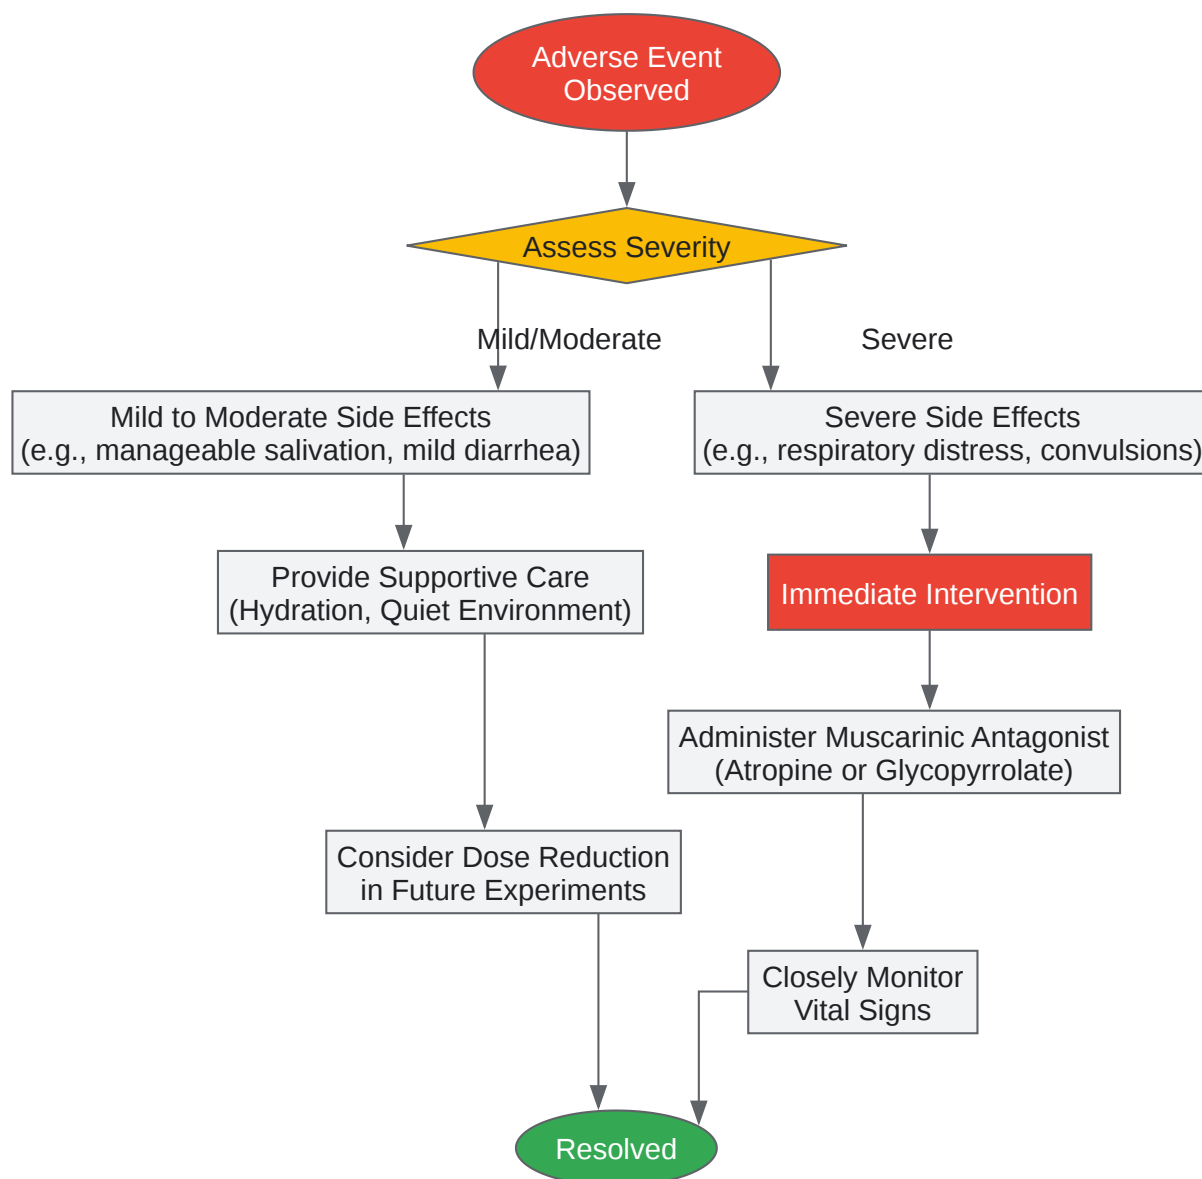 Adverse Event
Observed
Assess Severity
Mild/Moderate
Severe
Mild to Moderate Side Effects
(e.g., manageable salivation, mild diarrhea)
Severe Side Effects
(e.g., respiratory distress, convulsions)
Provide Supportive Care
(Hydration, Quiet Environment)
Immediate Intervention
Administer Muscarinic Antagonist
(Atropine or Glycopyrrolate)
Consider Dose Reduction
in Future Experiments
Closely Monitor
Vital Signs
Resolved